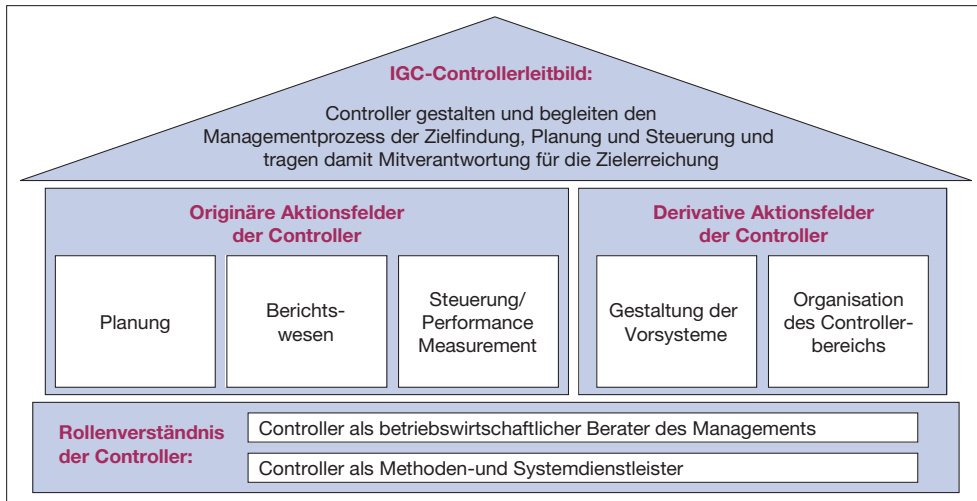 IGC-Controllerleitbild:
Controller gestalten und begleiten den
Managementprozess der Zielfindung, Planung und Steuerung und
tragen damit Mitverantwortung für die Zielerreichung
Originäre Aktionsfelder
der Controller
Planung
Berichts-
wesen
Steuerung/
Performance
Measurement
Derivative Aktionsfelder
der Controller
Gestaltung der
Vorsysteme
Organisation
des Controller-
bereichs
Rollenverständnis
der Controller:
Controller als betriebswirtschaftlicher Berater des Managements
Controller als Methoden-und Systemdienstleister